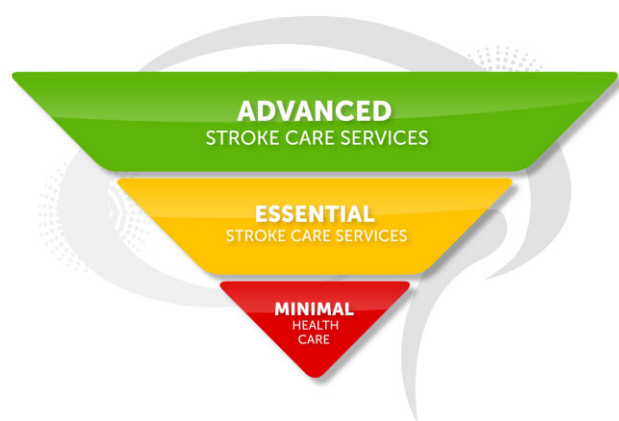 ADVANCED
STROKE CARE SERVICES
ESSENTIAL
STROKE CARE SERVICES
MINIMAL
HEALTH
CARE